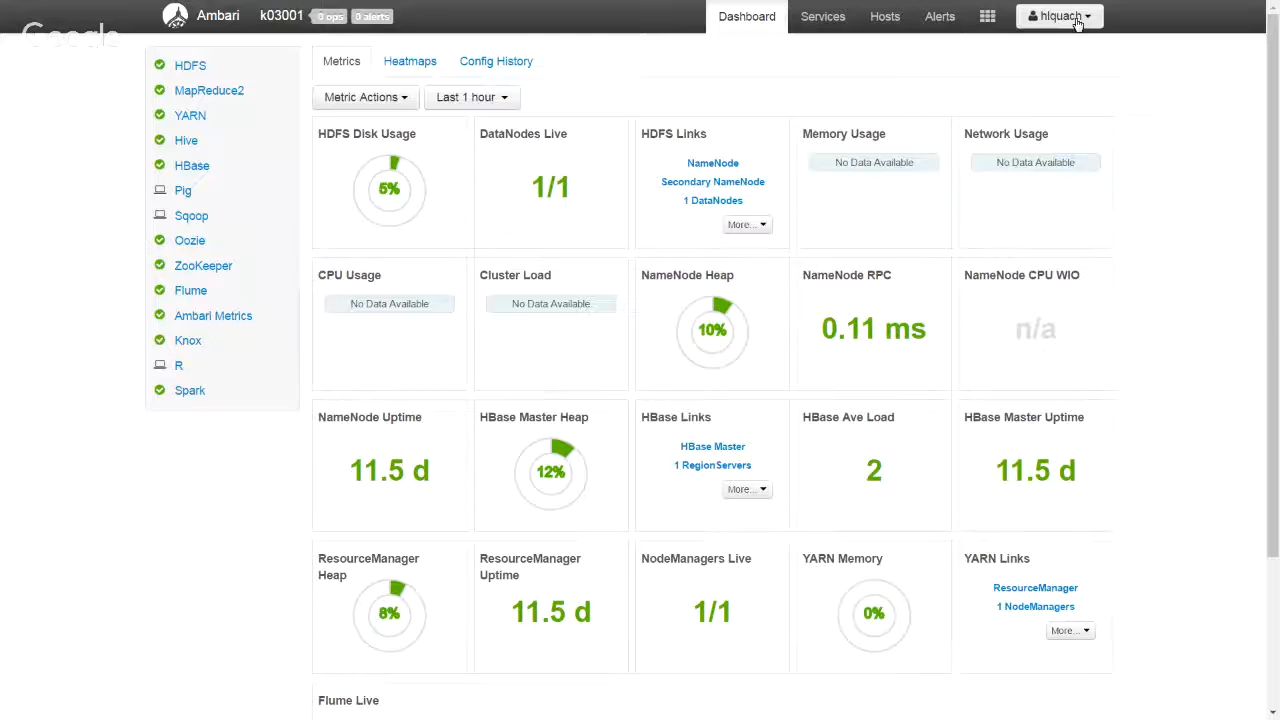 Ambari k03001 0 ops 0 alerts Dashboard Services Hosts Alerts hlquach
Google
HDFS
MapReduce2
YARN
Hive
HBase
Pig
Sqoop
Oozie
ZooKeeper
Flume
Ambari Metrics
Knox
R
Spark
Metrics Heatmaps Config History
Metric Actions Last 1 hour
HDFS Disk Usage
5%
DataNodes Live
1/1
HDFS Links
NameNode
Secondary NameNode
1 DataNodes
More...
Memory Usage
No Data Available
Network Usage
No Data Available
CPU Usage
No Data Available
Cluster Load
No Data Available
NameNode Heap
10%
NameNode RPC
0.11 ms
NameNode CPU WIO
n/a
NameNode Uptime
11.5 d
HBase Master Heap
12%
HBase Links
HBase Master
1 RegionServers
More...
HBase Ave Load
2
HBase Master Uptime
11.5 d
ResourceManager
Heap
8%
ResourceManager
Uptime
11.5 d
NodeManagers Live
1/1
YARN Memory
0%
YARN Links
ResourceManager
1 NodeManagers
More...
Flume Live